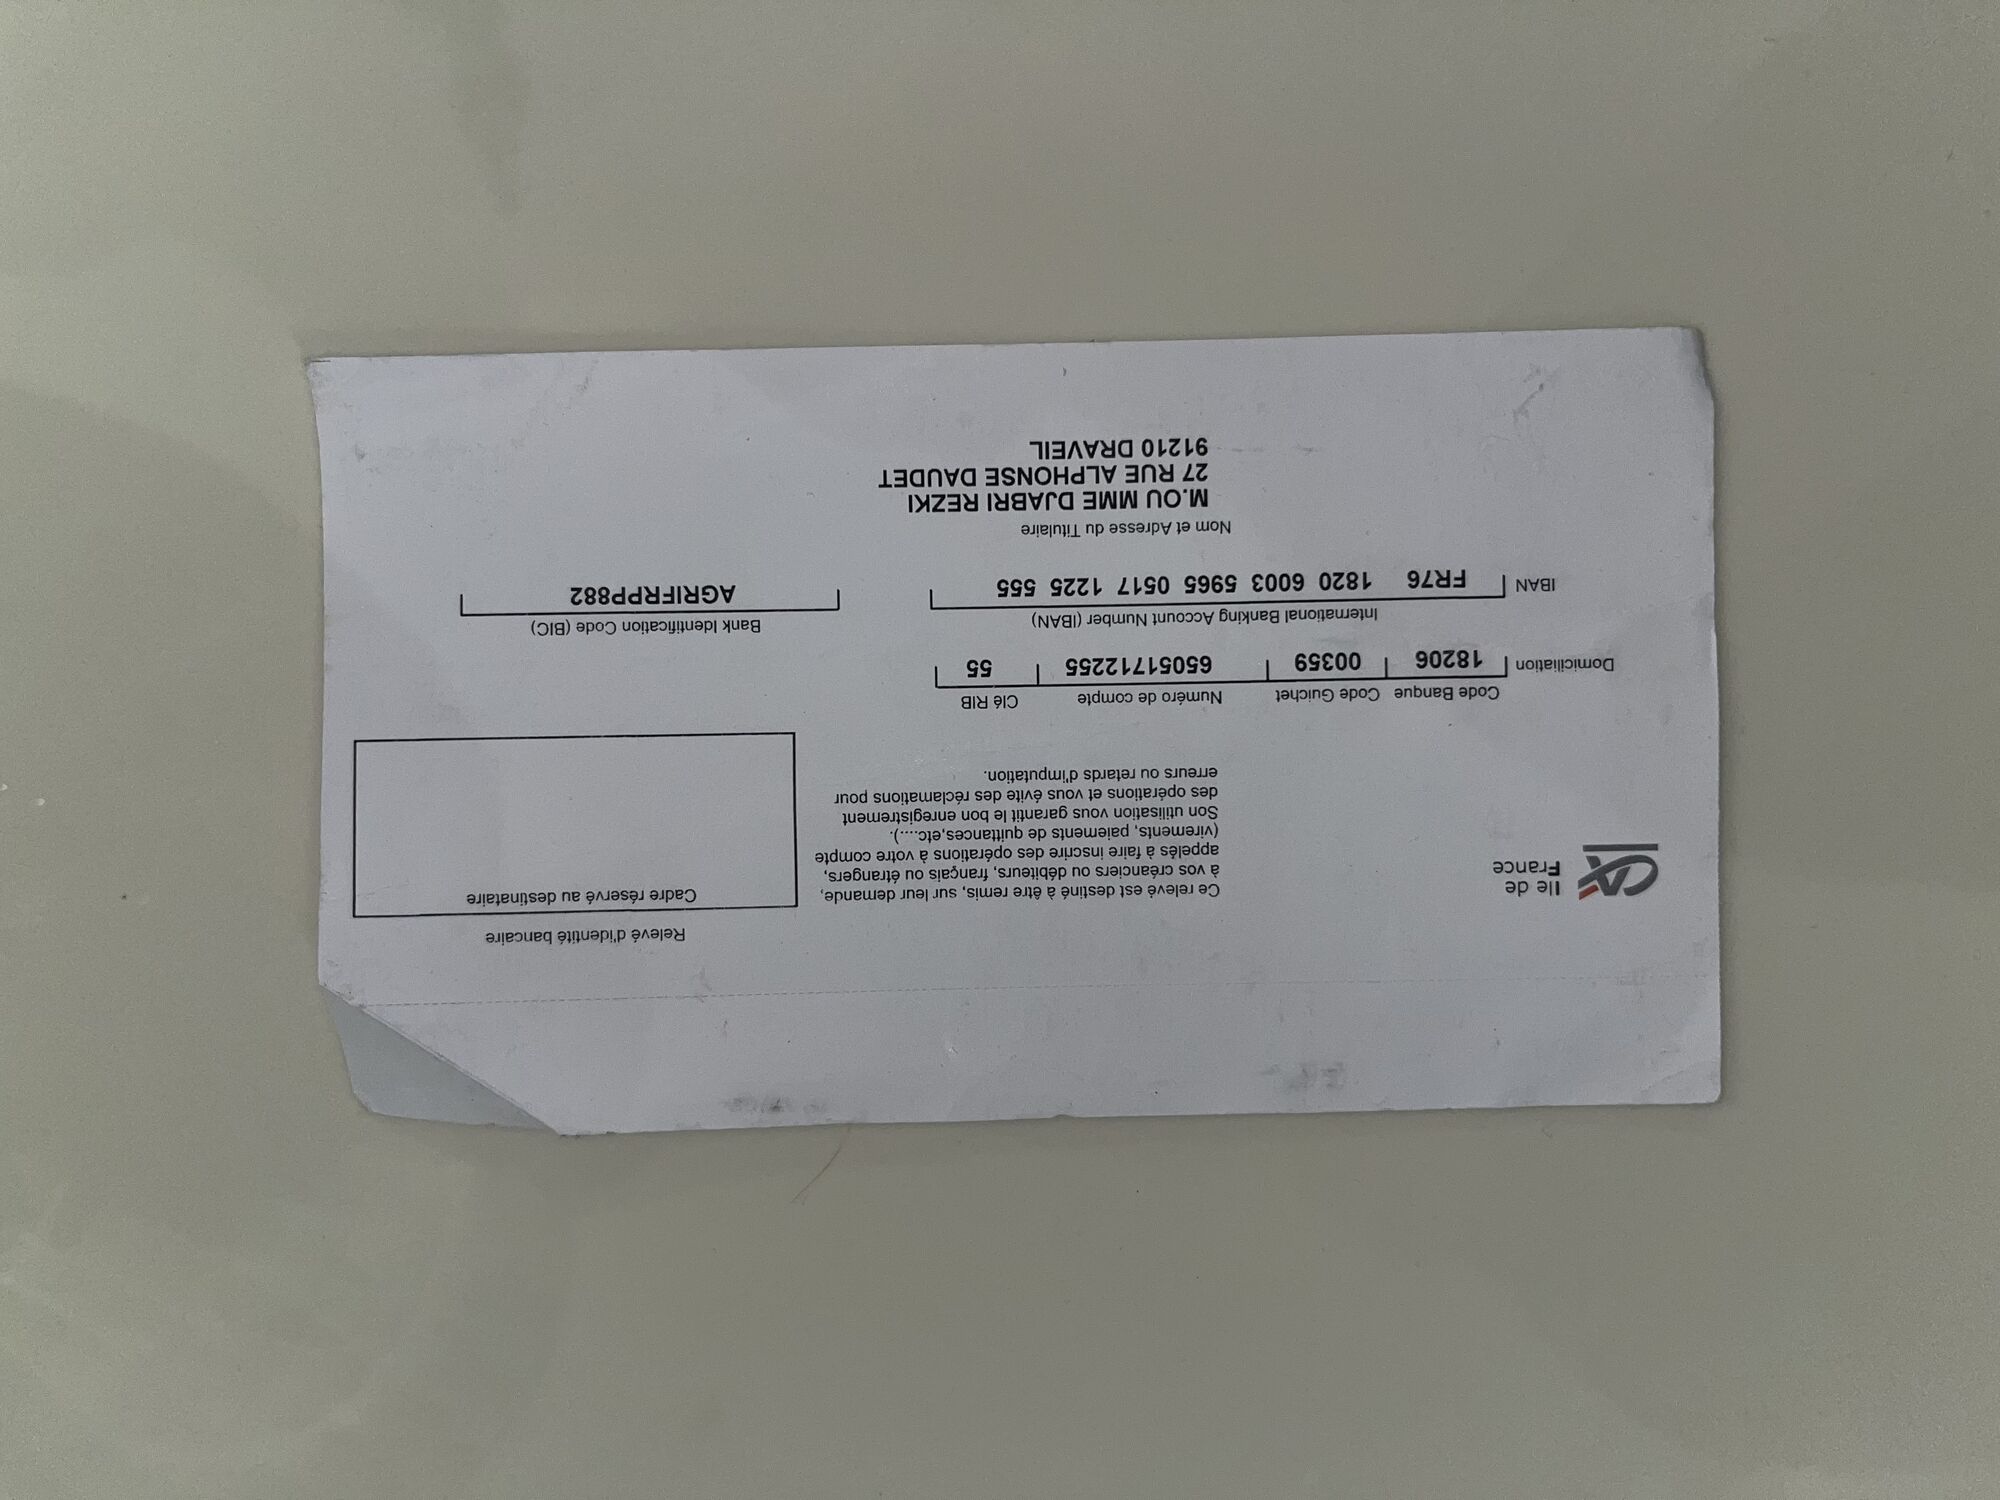 Relevé d'identité bancaire
Cadre réservé au destinataire
Ile de
France
Ce relevé est destiné à être remis, sur leur demande,
à vos créanciers ou débiteurs, français ou étrangers,
appelés à faire inscrire des opérations à votre compte
(virements, paiements de quittances,etc....).
Son utilisation vous garantit le bon enregistrement
des opérations et vous évite des réclamations pour
erreurs ou retards d'imputation.
Code Banque Code Guichet Numéro de compte Clé RIB
Domiciliation 18206 00359 65051712255 55
International Banking Account Number (IBAN) Bank Identification Code (BIC)
IBAN FR76 1820 6003 5965 0517 1225 555 AGRIFRPP882
Nom et Adresse du Titulaire
M.OU MME DJABRI REZKI
27 RUE ALPHONSE DAUDET
91210 DRAVEIL